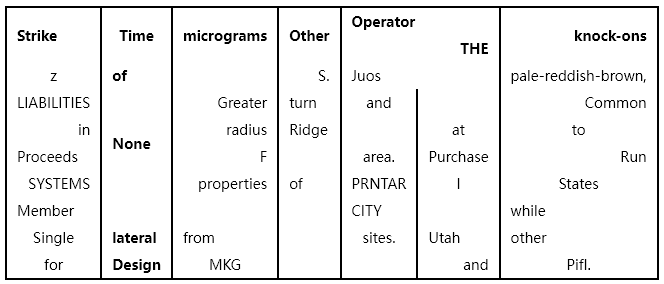 Strike Time micrograms Other Operator THE knock-ons
z of S. Juos pale-reddish-brown,
LIABILITIES Greater turn and Common
in None radius Ridge at to
Proceeds F area. Purchase Run
SYSTEMS properties of PRNTAR I States
Member CITY while
Single lateral from sites. Utah other
for Design MKG and Pifl.